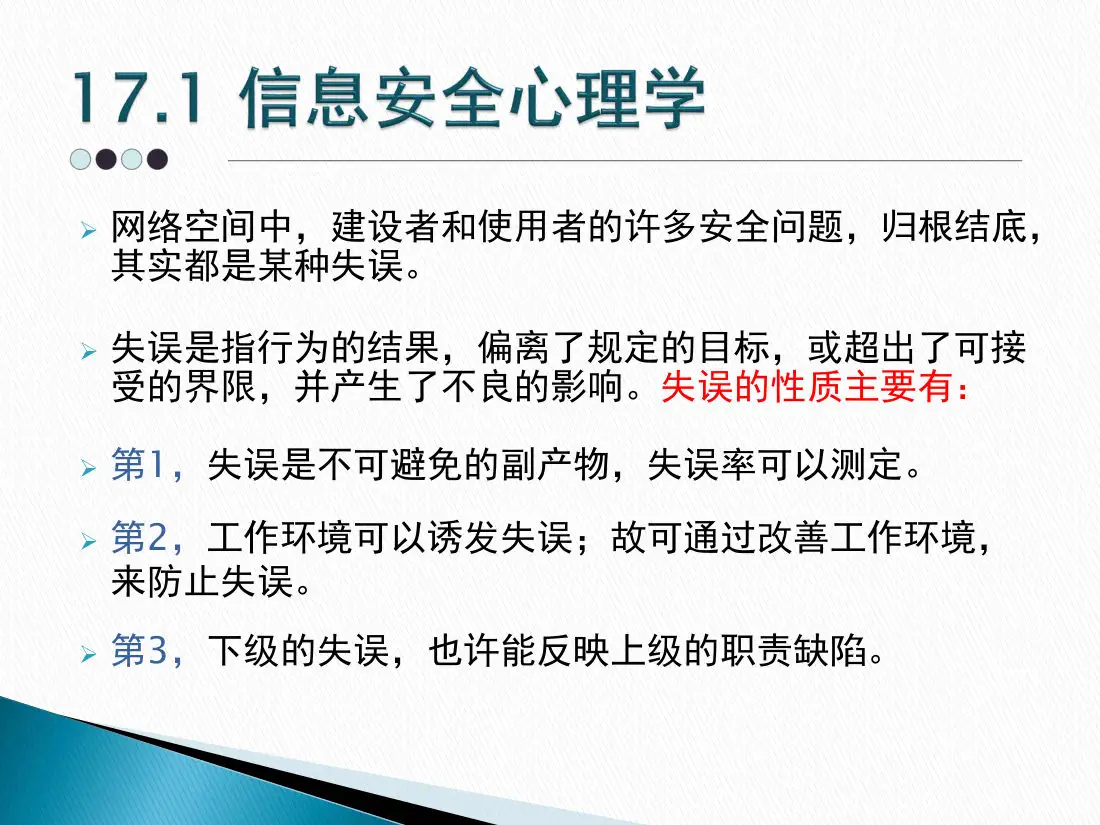 17.1 信息安全心理学
网络空间中，建设者和使用者的许多安全问题，归根结底，
其实都是某种失误。
失误是指行为的结果，偏离了规定的目标，或超出了可接
受的界限，并产生了不良的影响。失误的性质主要有：
第1，失误是不可避免的副产物，失误率可以测定。
第2，工作环境可以诱发失误；故可通过改善工作环境，
来防止失误。
第3，下级的失误，也许能反映上级的职责缺陷。